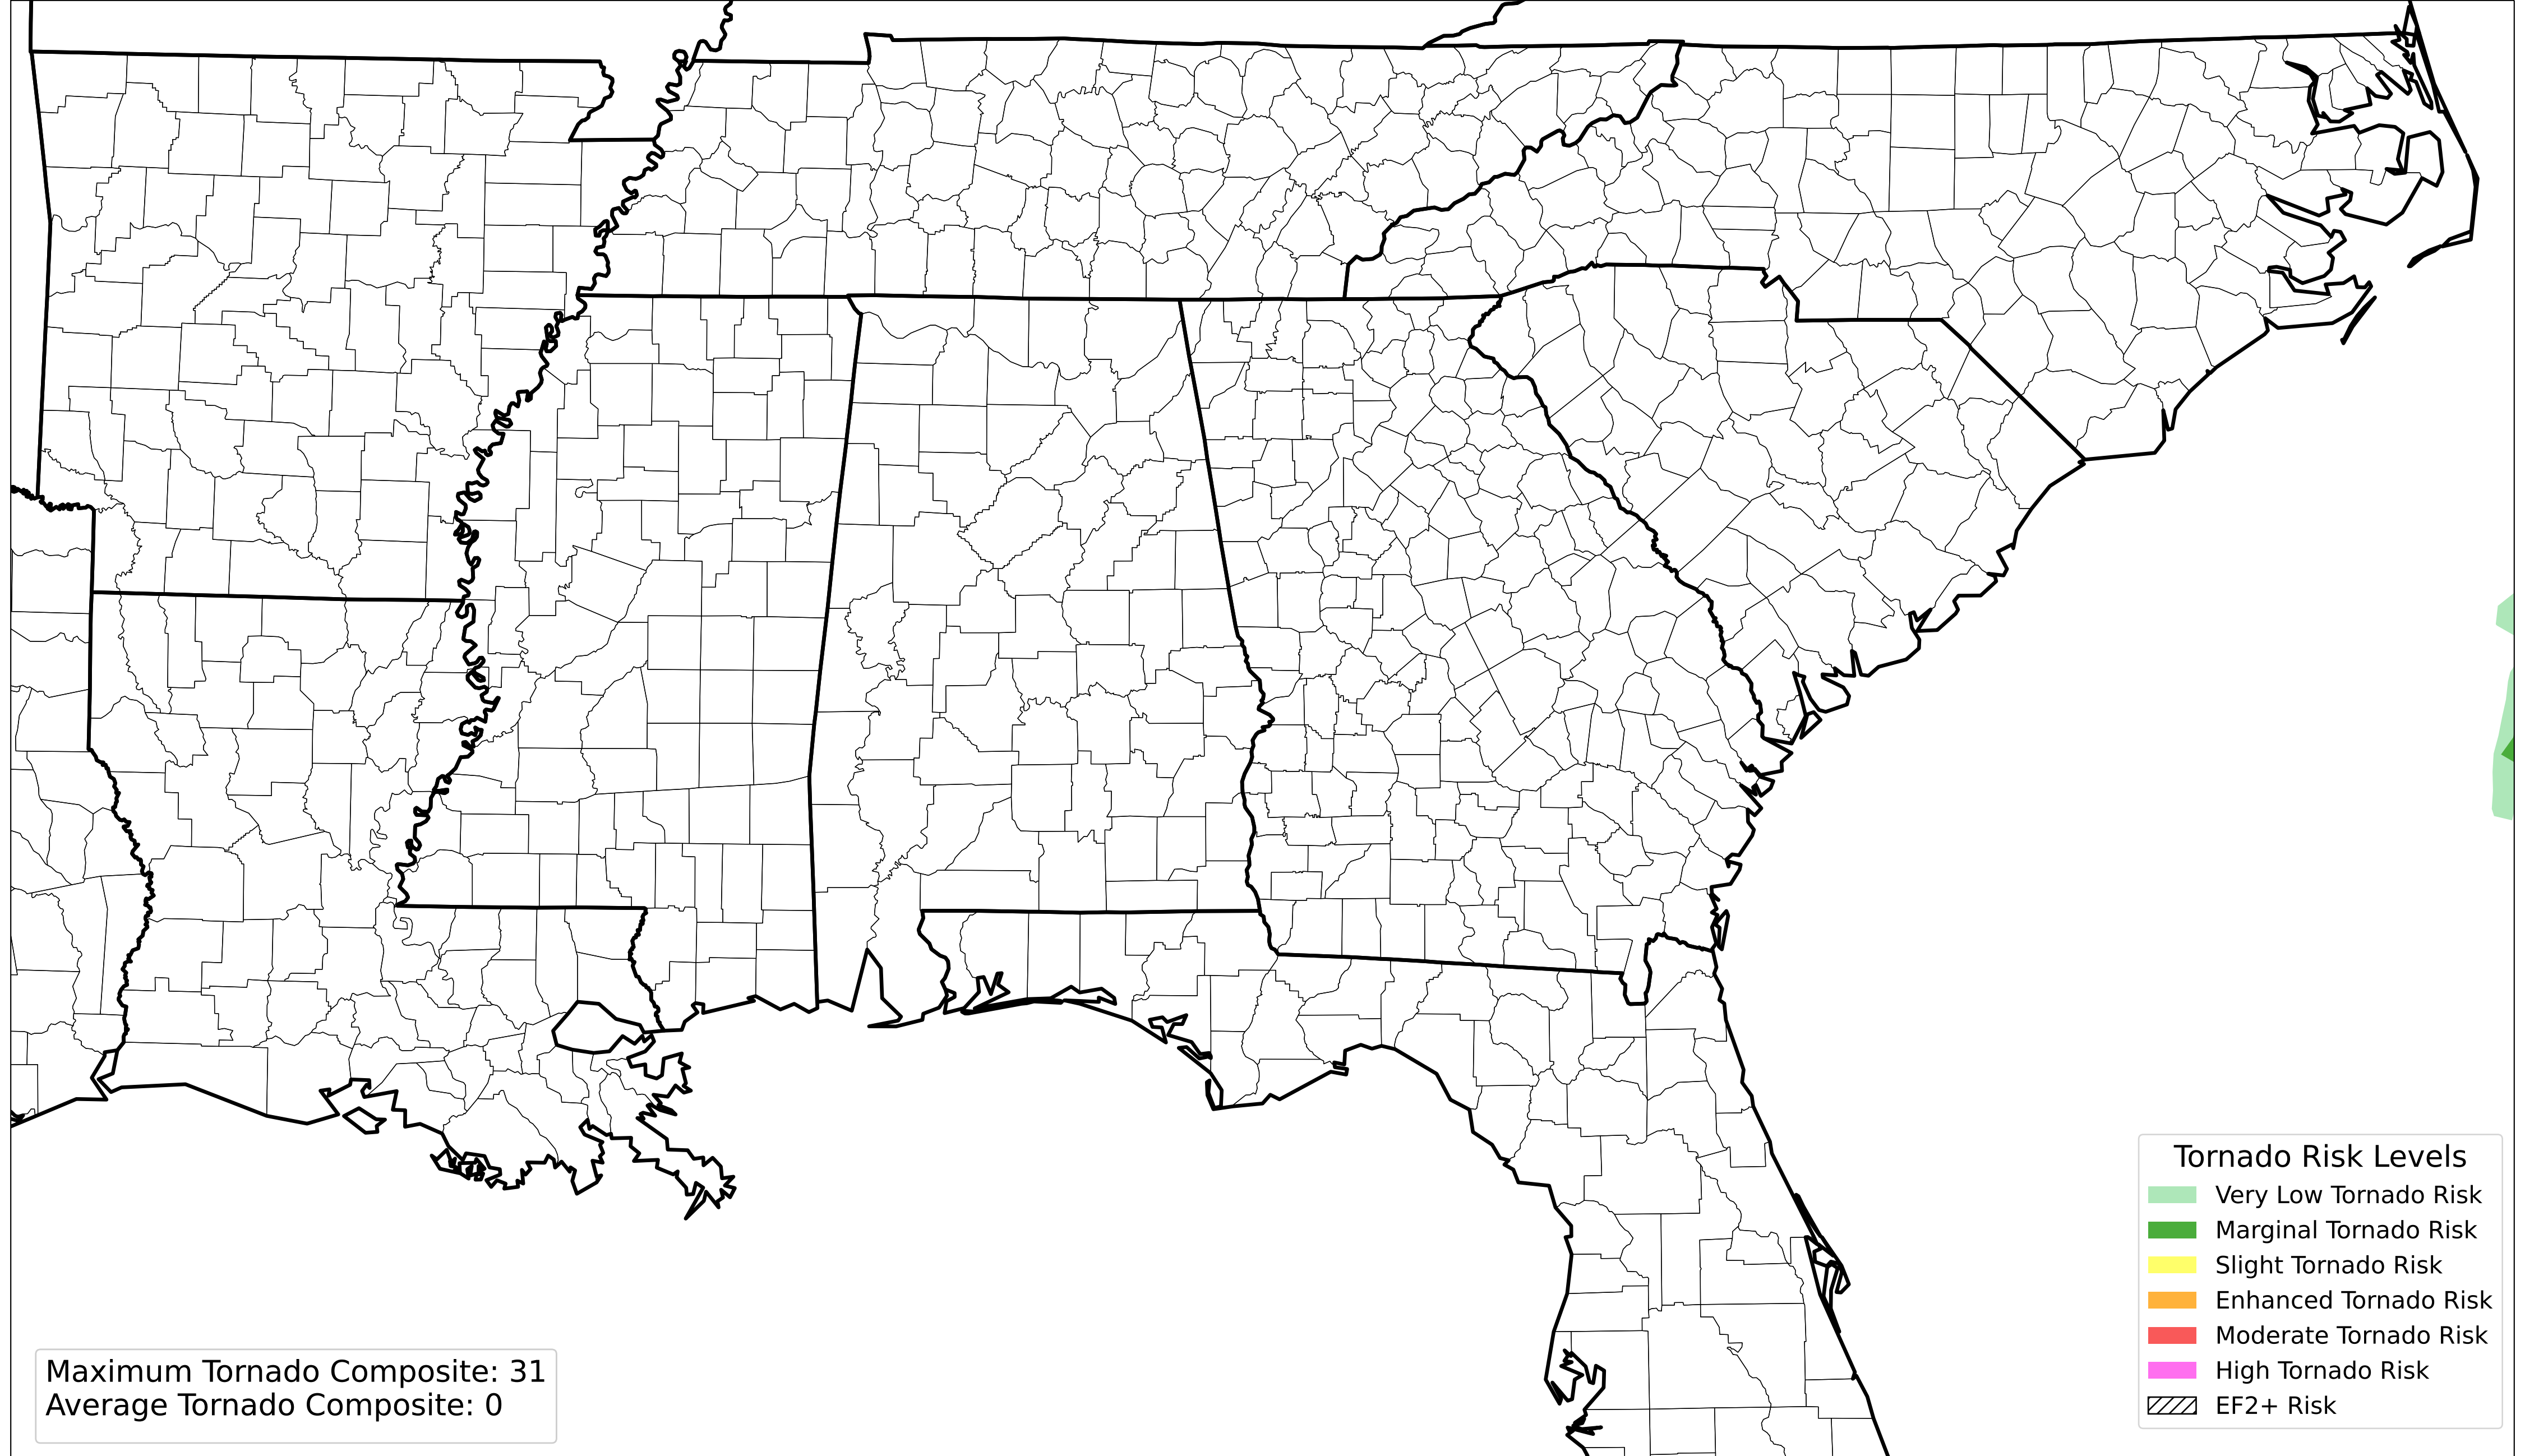 Tornado Risk Levels
Very Low Tornado Risk
Marginal Tornado Risk
Slight Tornado Risk
Enhanced Tornado Risk
Moderate Tornado Risk
High Tornado Risk
EF2+ Risk
Maximum Tornado Composite: 31
Average Tornado Composite: 0